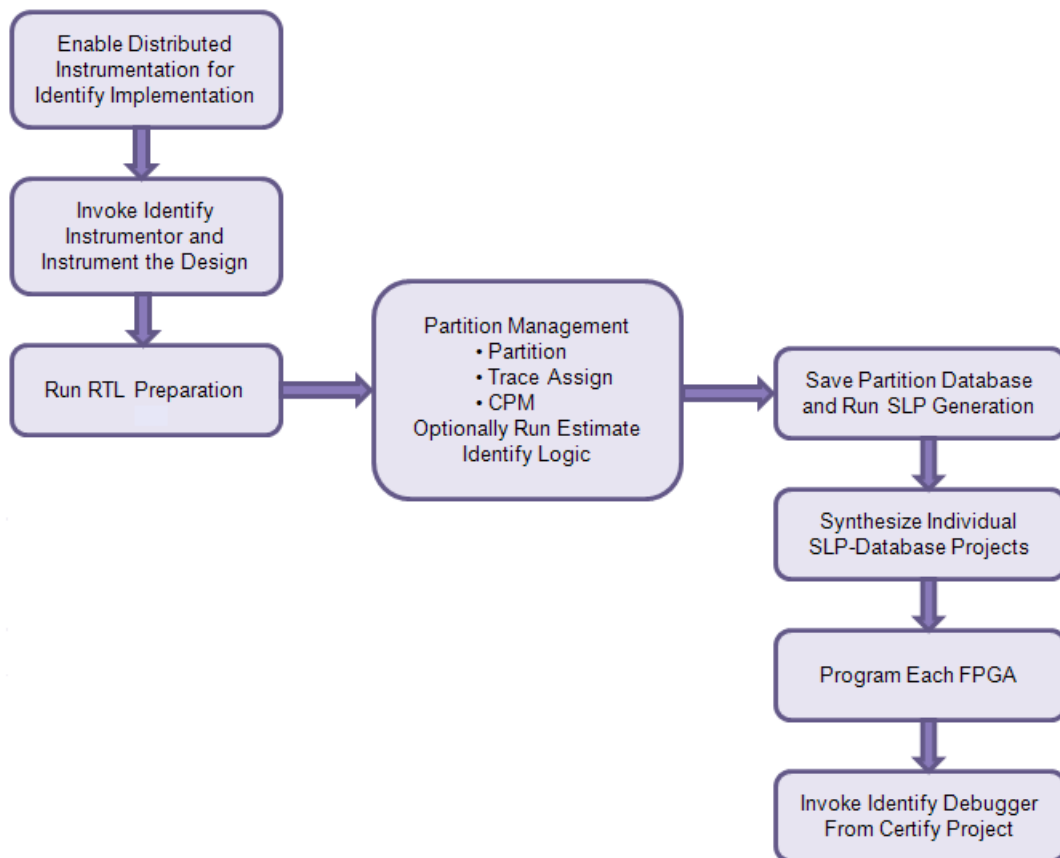 Enable Distributed
Instrumentation for
Identify Implementation
Invoke Identify
Instrumentor and
Instrument the Design
Run RTL Preparation
Partition Management
• Partition
• Trace Assign
• CPM
Optionally Run Estimate
Identify Logic
Save Partition Database
and Run SLP Generation
Synthesize Individual
SLP-Database Projects
Program Each FPGA
Invoke Identify Debugger
From Certify Project